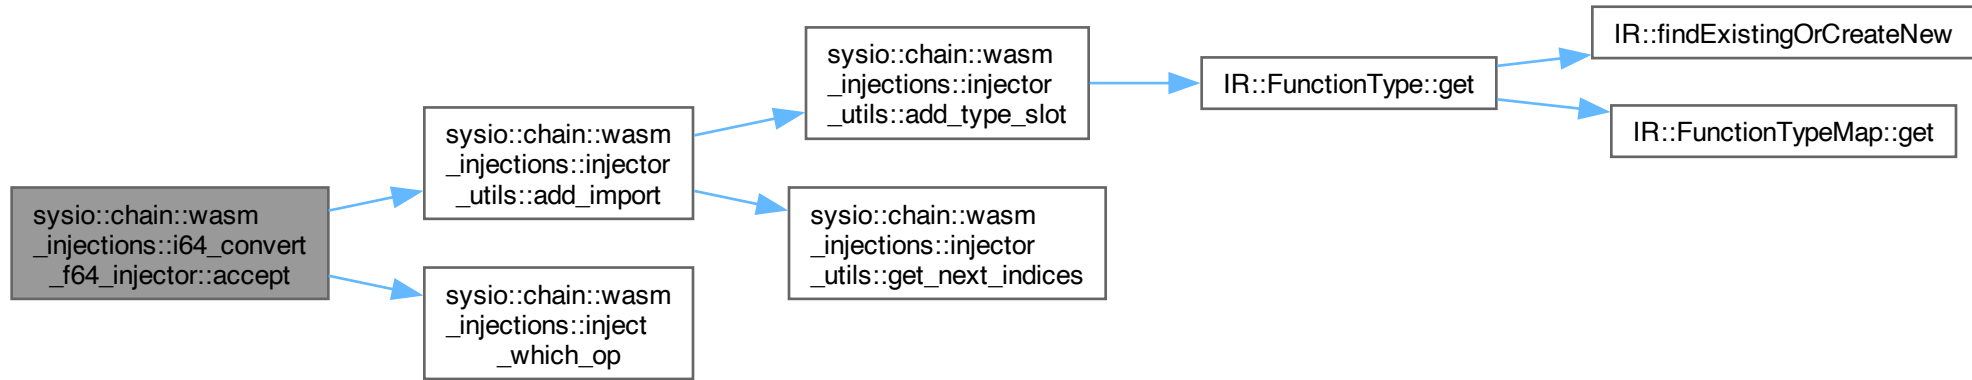 sysio::chain::wasm
_injections::i64_convert
_f64_injector::accept
sysio::chain::wasm
_injections::injector
_utils::add_import
sysio::chain::wasm
_injections::inject
_which_op
sysio::chain::wasm
_injections::injector
_utils::add_type_slot
sysio::chain::wasm
_injections::injector
_utils::get_next_indices
IR::FunctionType::get
IR::findExistingOrCreateNew
IR::FunctionTypeMap::get